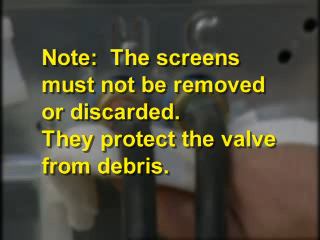 H C
Note:  The screens
must not be removed
or discarded.
They protect the valve
from debris.